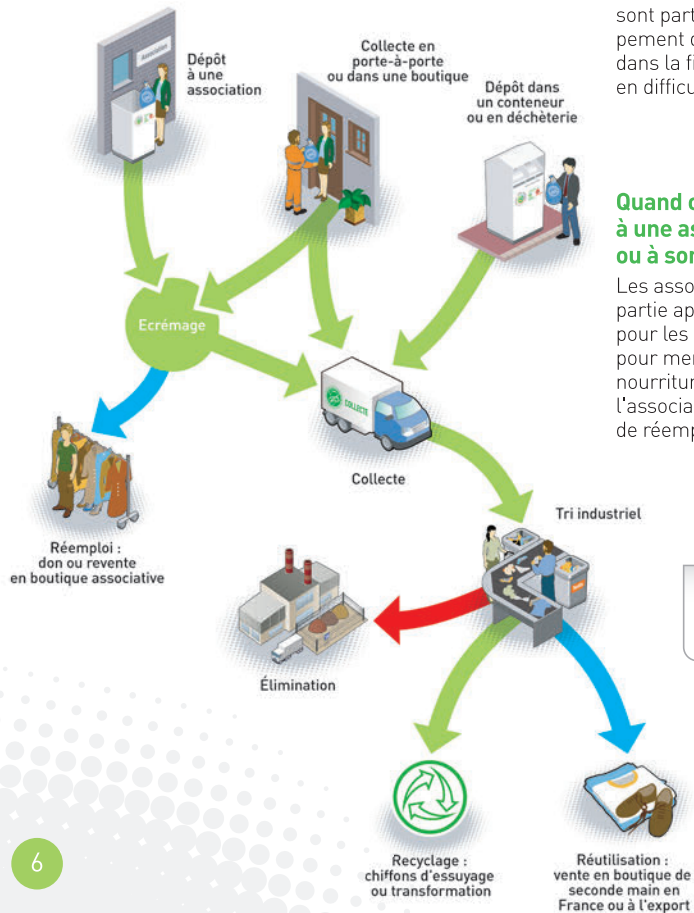 Association
Dépôt
à une
association
Collecte en
porte-à-porte
ou dans une boutique
Dépôt dans
un conteneur
ou en déchèterie
sont part
pement d
dans la fi
en difficu
Quand o
à une as
ou à son
Les asso
partie ap
pour les
pour men
nourritur
l'associa
de réemp
Ecrémage
COLLECTE
Collecte
Réemploi :
don ou revente
en boutique associative
Tri industriel
Élimination
Recyclage :
chiffons d'essuyage
ou transformation
Réutilisation :
vente en boutique de
seconde main en
France ou à l'export
6